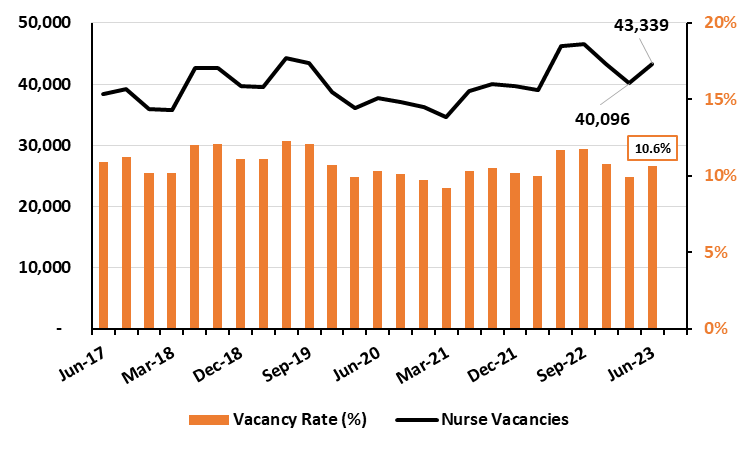 50,000
40,000
30,000
20,000
10,000
-
20%
15%
10%
5%
0%
43,339
40,096
10.6%
Jun-17
Mar-18
Dec-18
Sep-19
Jun-20
Mar-21
Dec-21
Sep-22
Jun-23
Vacancy Rate (%)
Nurse Vacancies